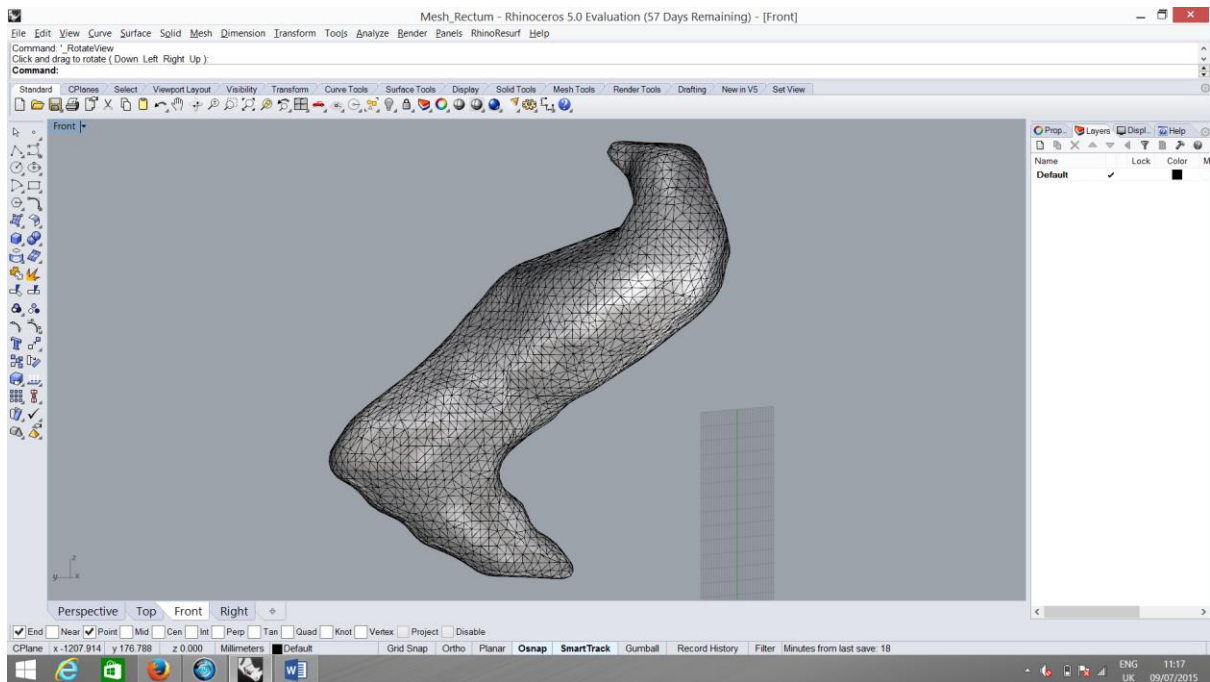 Mesh_Rectum - Rhinoceros 5.0 Evaluation (57 Days Remaining) - [Front]
File Edit View Curve Surface Solid Mesh Dimension Transform Tools Analyze Render Panels RhinoResurf Help
Command: '_RotateView
Click and drag to rotate ( Down Left Right Up ):
Command:
Standard CPlanes Select Viewport Layout Visibility Transform Curve Tools Surface Tools Display Solid Tools Mesh Tools Render Tools Drafting New in V5 Set View
Front
Prop... Layers Displ... Help
Name Lock Color M
Default
z
y x
Perspective Top Front Right
End Near Point Mid Cen Int Perp Tan Quad Knot Vertex Project Disable
CPlane x -1207.914 y 176.788 z 0.000 Millimeters Default Grid Snap Ortho Planar Osnap SmartTrack Gumball Record History Filter Minutes from last save: 18
ENG 11:17
UK 09/07/2015